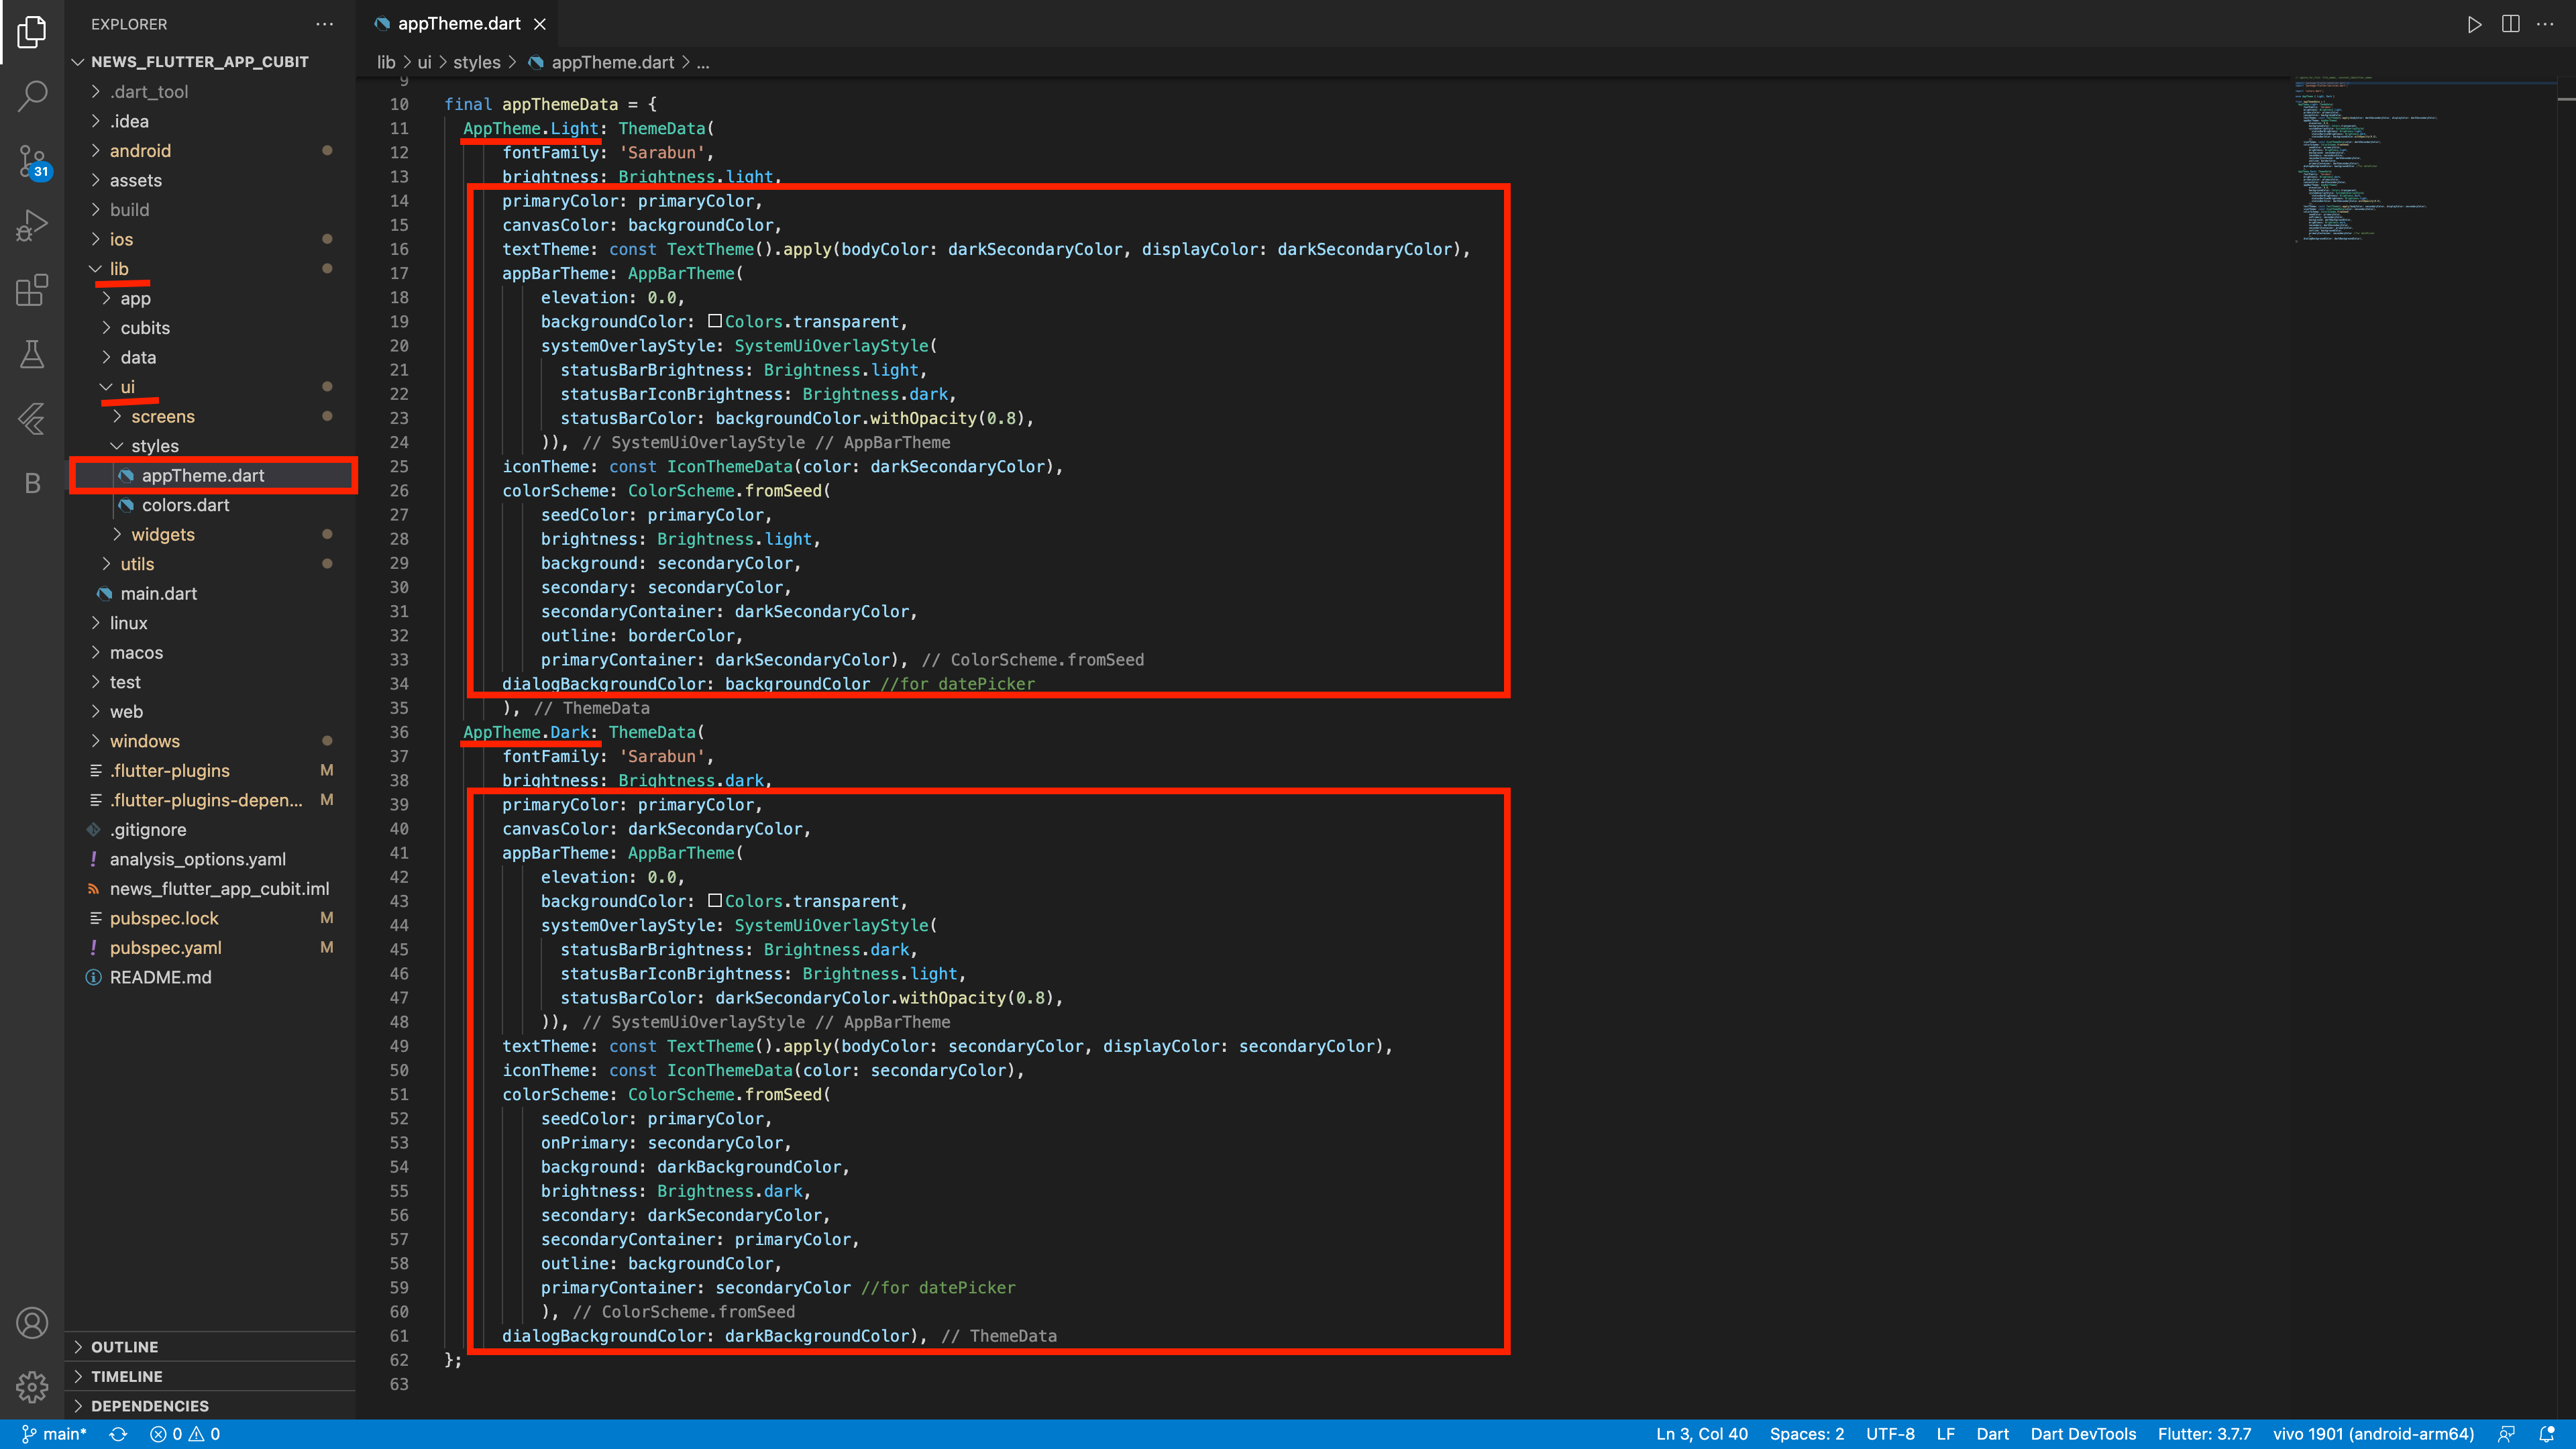 EXPLORER
···
NEWS_FLUTTER_APP_CUBIT
.dart_tool
.idea
android
assets
build
ios
lib
app
cubits
data
ui
screens
styles
appTheme.dart
colors.dart
widgets
utils
main.dart
linux
macos
test
web
windows
.flutter-plugins M
.flutter-plugins-depen... M
.gitignore
! analysis_options.yaml
news_flutter_app_cubit.iml
pubspec.lock M
! pubspec.yaml M
README.md
OUTLINE
TIMELINE
DEPENDENCIES
31
B
appTheme.dart
lib > ui > styles > appTheme.dart > ...
9
10 final appThemeData = {
11 AppTheme.Light: ThemeData(
12 fontFamily: 'Sarabun',
13 brightness: Brightness.light,
14 primaryColor: primaryColor,
15 canvasColor: backgroundColor,
16 textTheme: const TextTheme().apply(bodyColor: darkSecondaryColor, displayColor: darkSecondaryColor),
17 appBarTheme: AppBarTheme(
18 elevation: 0.0,
19 backgroundColor: Colors.transparent,
20 systemOverlayStyle: SystemUiOverlayStyle(
21 statusBarBrightness: Brightness.light,
22 statusBarIconBrightness: Brightness.dark,
23 statusBarColor: backgroundColor.withOpacity(0.8),
24 )), // SystemUiOverlayStyle // AppBarTheme
25 iconTheme: const IconThemeData(color: darkSecondaryColor),
26 colorScheme: ColorScheme.fromSeed(
27 seedColor: primaryColor,
28 brightness: Brightness.light,
29 background: secondaryColor,
30 secondary: secondaryColor,
31 secondaryContainer: darkSecondaryColor,
32 outline: borderColor,
33 primaryContainer: darkSecondaryColor), // ColorScheme.fromSeed
34 dialogBackgroundColor: backgroundColor //for datePicker
35 ), // ThemeData
36 AppTheme.Dark: ThemeData(
37 fontFamily: 'Sarabun',
38 brightness: Brightness.dark,
39 primaryColor: primaryColor,
40 canvasColor: darkSecondaryColor,
41 appBarTheme: AppBarTheme(
42 elevation: 0.0,
43 backgroundColor: Colors.transparent,
44 systemOverlayStyle: SystemUiOverlayStyle(
45 statusBarBrightness: Brightness.dark,
46 statusBarIconBrightness: Brightness.light,
47 statusBarColor: darkSecondaryColor.withOpacity(0.8),
48 )), // SystemUiOverlayStyle // AppBarTheme
49 textTheme: const TextTheme().apply(bodyColor: secondaryColor, displayColor: secondaryColor),
50 iconTheme: const IconThemeData(color: secondaryColor),
51 colorScheme: ColorScheme.fromSeed(
52 seedColor: primaryColor,
53 onPrimary: secondaryColor,
54 background: darkBackgroundColor,
55 brightness: Brightness.dark,
56 secondary: darkSecondaryColor,
57 secondaryContainer: primaryColor,
58 outline: backgroundColor,
59 primaryContainer: secondaryColor //for datePicker
60 ), // ColorScheme.fromSeed
61 dialogBackgroundColor: darkBackgroundColor), // ThemeData
62 };
63
main* 0 0 Ln 3, Col 40 Spaces: 2 UTF-8 LF Dart Dart DevTools Flutter: 3.7.7 vivo 1901 (android-arm64)